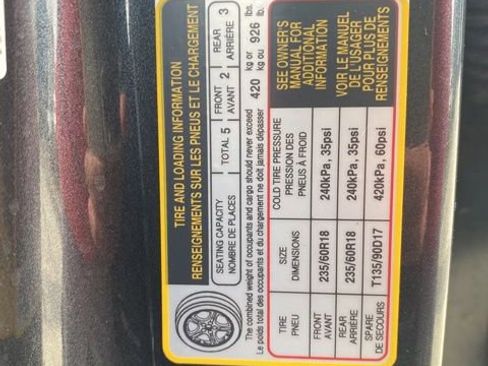 TIRE AND LOADING INFORMATION
RENSEIGNEMENTS SUR LES PNEUS ET LE CHARGEMENT
SEATING CAPACITY
NOMBRE DE PLACES
TOTAL 5
FRONT
AVANT 2
REAR
ARRIÈRE 3
The combined weight of occupants and cargo should never exceed
Le poids total des occupants et du chargement ne doit jamais dépasser
420 kg or
kg ou
926 lbs.
lb.
TIRE
PNEU
SIZE
DIMENSIONS
COLD TIRE PRESSURE
PRESSION DES
PNEUS À FROID
FRONT
AVANT
235/60R18
240kPa, 35psi
REAR
ARRIÈRE
235/60R18
240kPa, 35psi
SPARE
DE SECOURS
T135/90D17
420kPa, 60psi
SEE OWNER'S
MANUAL FOR
ADDITIONAL
INFORMATION
VOIR LE MANUEL
DE L'USAGER
POUR PLUS DE
RENSEIGNEMENTS